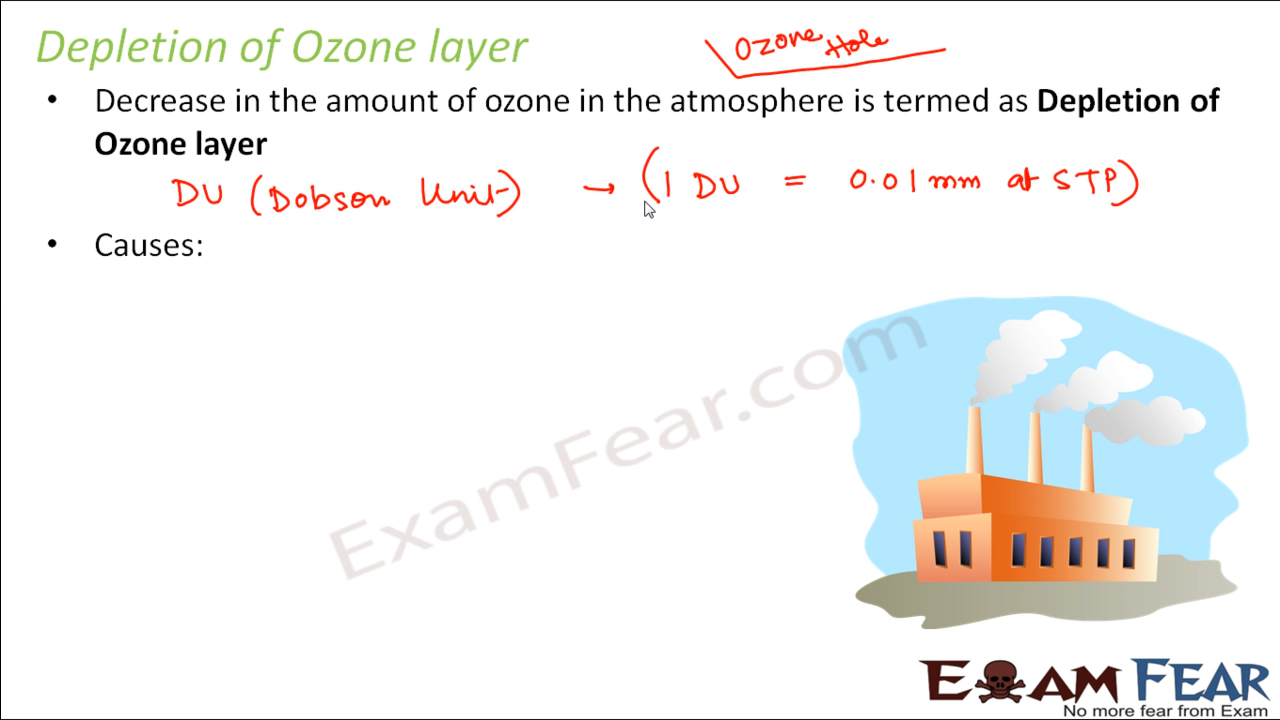 Depletion of Ozone layer
Ozone Hole
• Decrease in the amount of ozone in the atmosphere is termed as Depletion of
Ozone layer
DU (Dobson Unit) → (1 DU = 0.01 mm at STP)
• Causes:
ExamFear.com
EXAM FEAR
No more fear from Exam